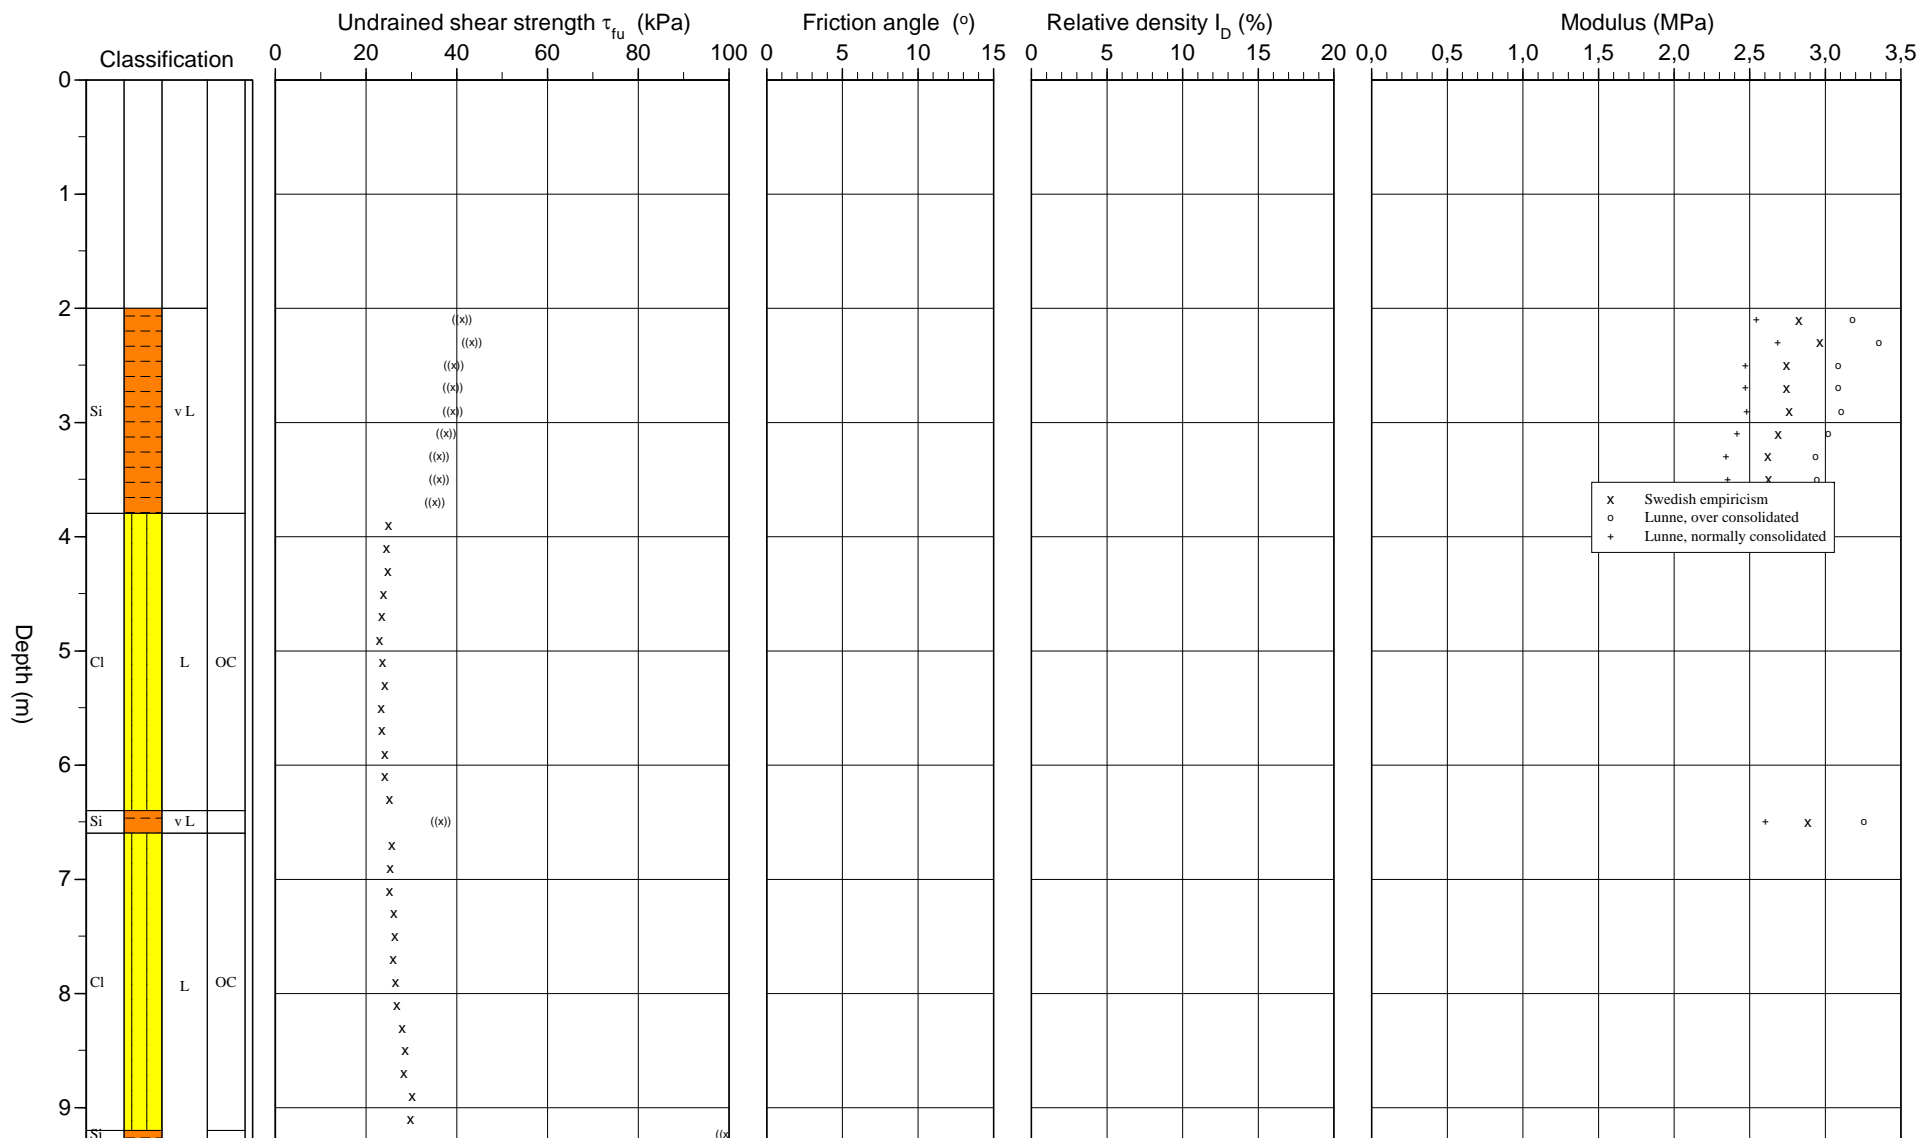 Undrained shear strength τfu (kPa)
Friction angle (o)
Relative density ID (%)
Modulus (MPa)
Classification
0 20 40 60 80 100
0 5 10 15
0 5 10 15 20
0,0 0,5 1,0 1,5 2,0 2,5 3,0 3,5
0
1
2
3
4
5
6
7
8
9
Depth (m)
Si v L
Cl L OC
Si v L
Cl L OC
Si
((x))
((x))
((x))
((x))
((x))
((x))
((x))
((x))
((x))
x
x
x
x
x
x
x
x
x
x
x
x
x
((x))
x
x
x
x
x
x
x
x
x
x
x
x
x
((x
+ x o
+ x o
+ x o
+ x o
+ x o
+ x o
+ x o
+ x o
x Swedish empiricism
o Lunne, over consolidated
+ Lunne, normally consolidated
+ x o